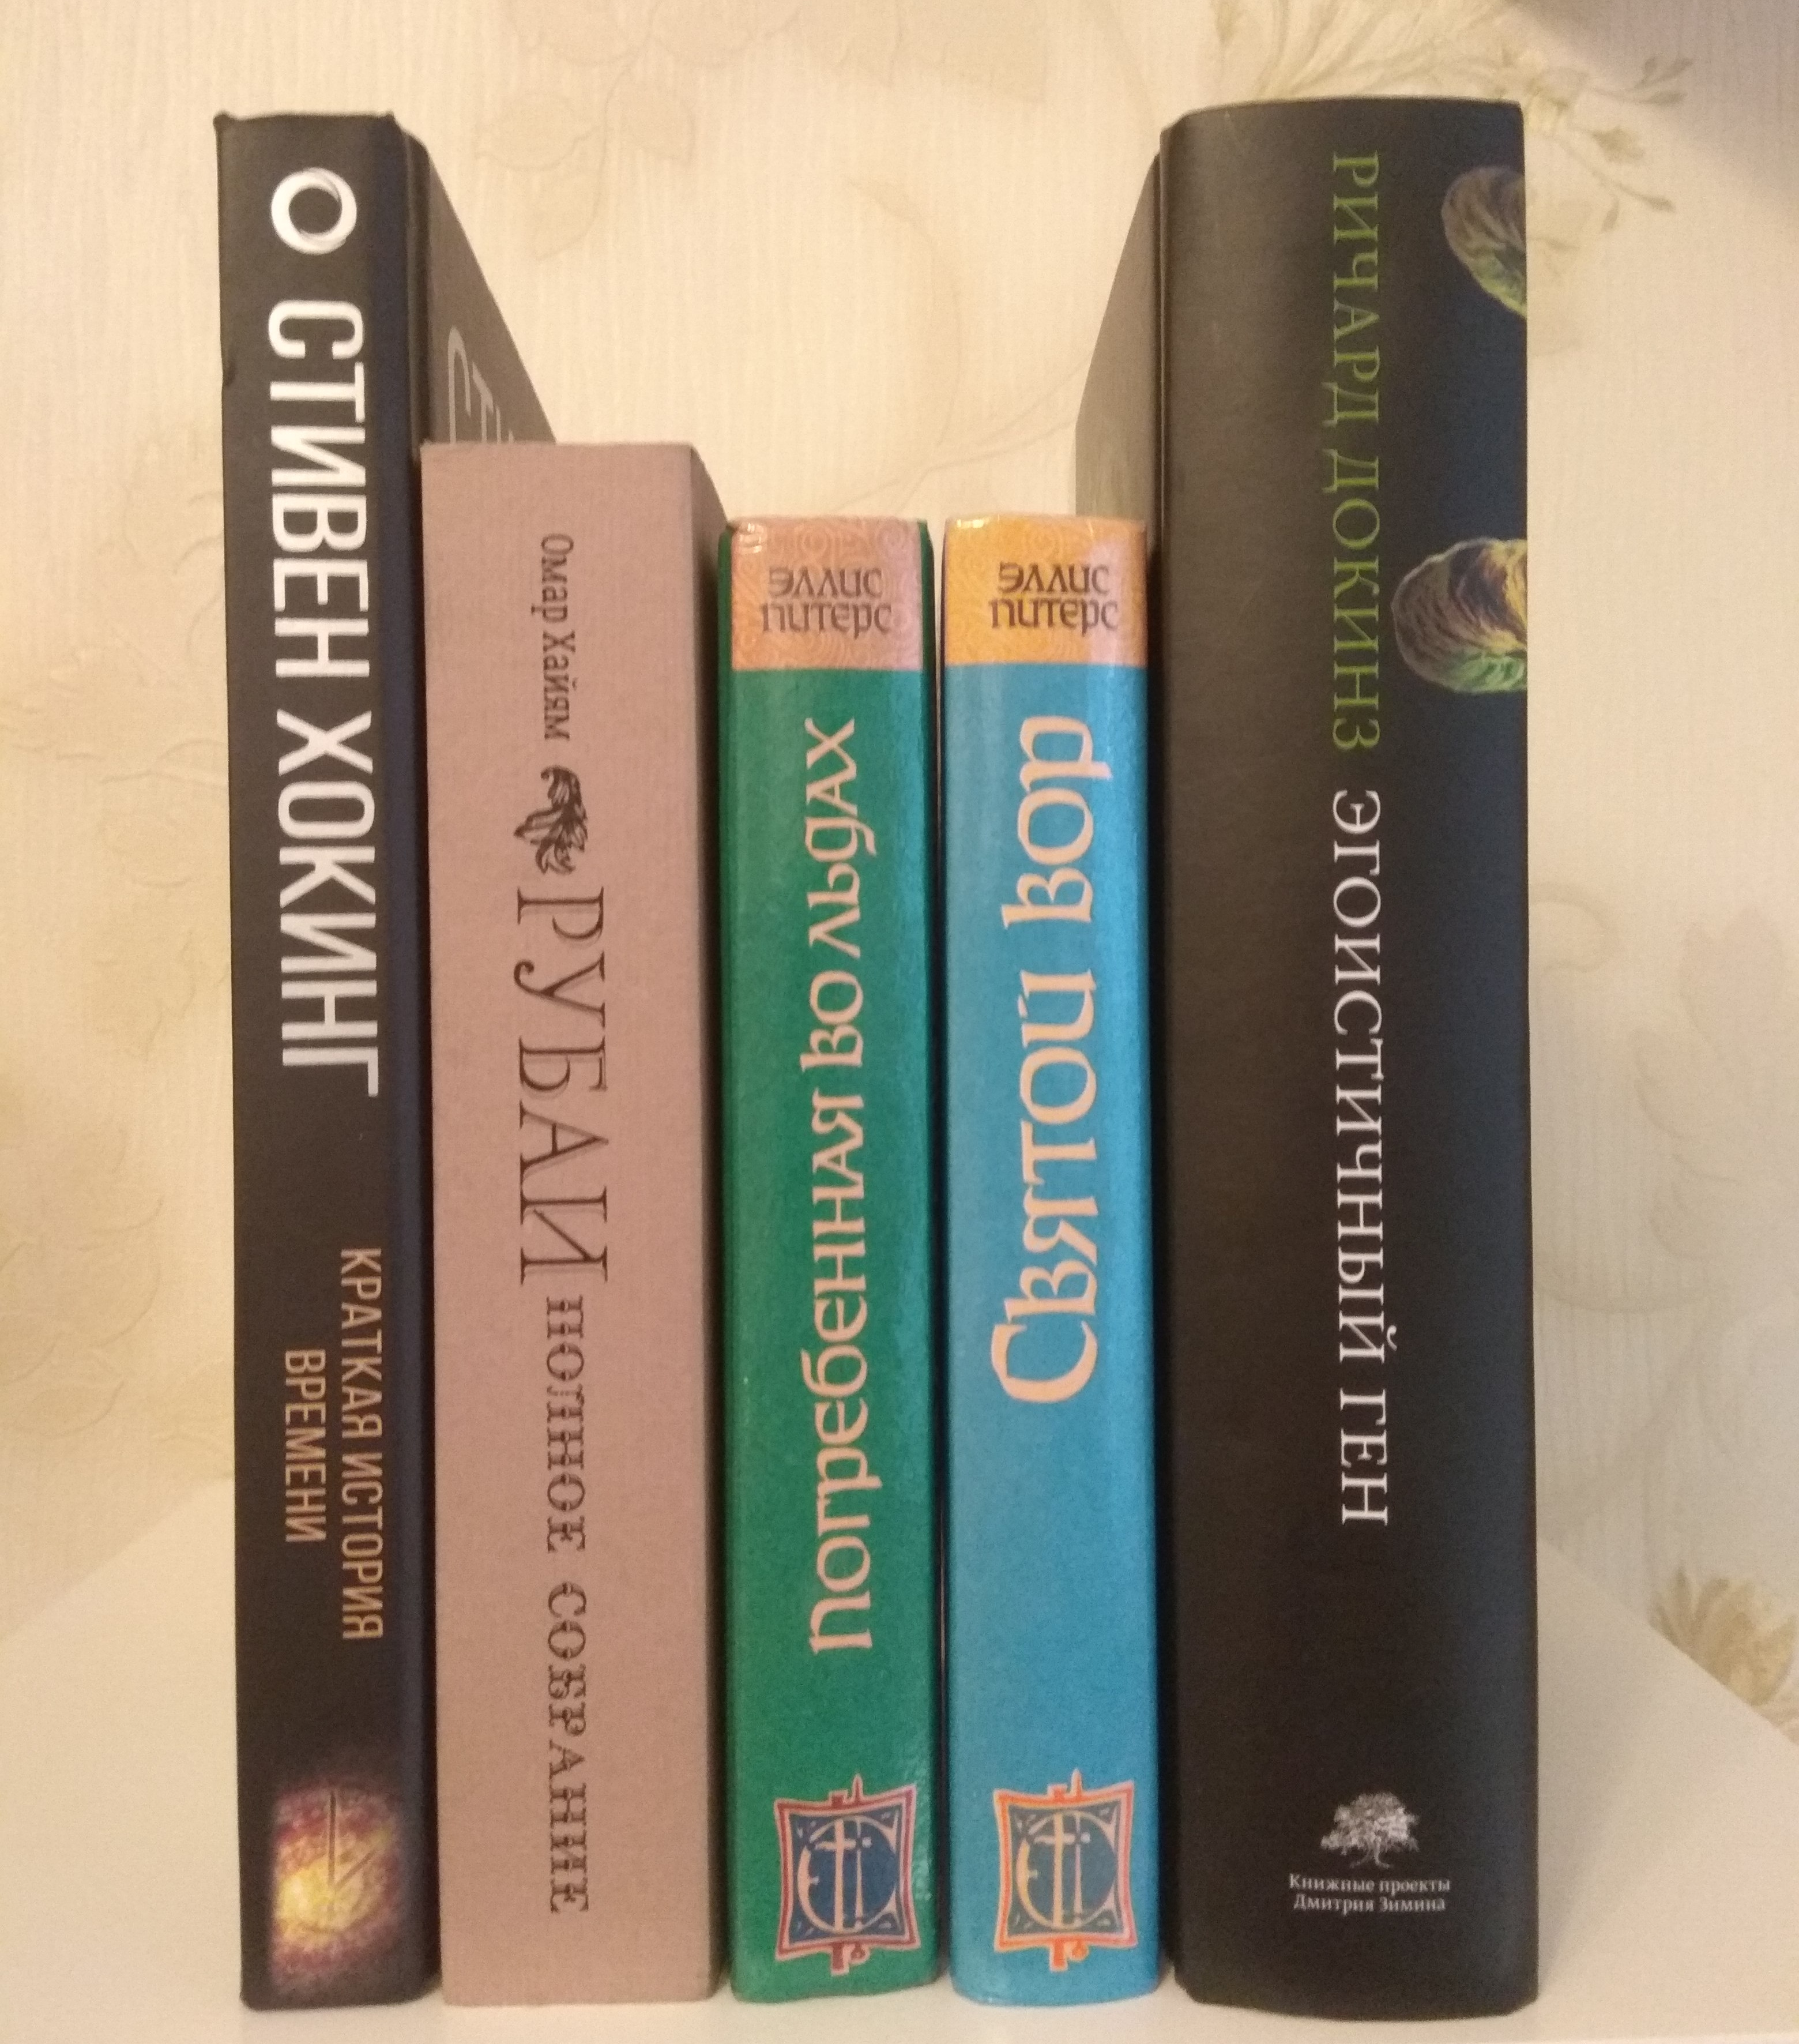 СТИВЕН ХОКИНГ
КРАТКАЯ ИСТОРИЯ
ВРЕМЕНИ
СТИ
Омар Хайям
РУБАИ
ПОЛНОЕ СОБРАНИЕ
ЭЛЛИС
ПИТЕРС
ПОГРЕБЕННАЯ ВО ЛЬДАХ
ЭЛЛИС
ПИТЕРС
СВЯТОЙ ВОР
РИЧАРД ДОКИНЗ ЭГОИСТИЧНЫЙ ГЕН
Книжные проекты
Дмитрия Зимина